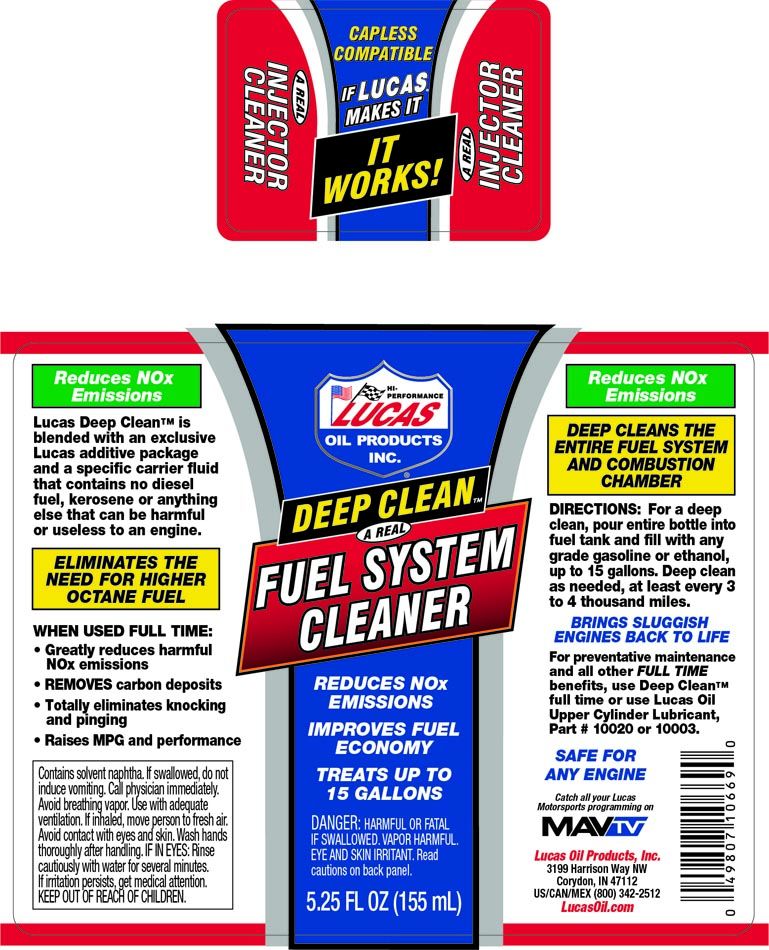 CAPLESS
COMPATIBLE
IF LUCAS
MAKES IT
IT
WORKS!
A REAL
INJECTOR
CLEANER
A REAL
INJECTOR
CLEANER
Reduces NOx
Emissions
Lucas Deep Clean™ is
blended with an exclusive
Lucas additive package
and a specific carrier fluid
that contains no diesel
fuel, kerosene or anything
else that can be harmful
or useless to an engine.
ELIMINATES THE
NEED FOR HIGHER
OCTANE FUEL
WHEN USED FULL TIME:
• Greatly reduces harmful
NOx emissions
• REMOVES carbon deposits
• Totally eliminates knocking
and pinging
• Raises MPG and performance
Contains solvent naphtha. If swallowed, do not
induce vomiting. Call physician immediately.
Avoid breathing vapor. Use with adequate
ventilation. If inhaled, move person to fresh air.
Avoid contact with eyes and skin. Wash hands
thoroughly after handling. IF IN EYES: Rinse
cautiously with water for several minutes.
If irritation persists, get medical attention.
KEEP OUT OF REACH OF CHILDREN.
HI-
PERFORMANCE
LUCAS
OIL PRODUCTS
INC.
®
DEEP CLEAN™
A REAL
FUEL SYSTEM
CLEANER
REDUCES NOx
EMISSIONS
IMPROVES FUEL
ECONOMY
TREATS UP TO
15 GALLONS
DANGER: HARMFUL OR FATAL
IF SWALLOWED. VAPOR HARMFUL.
EYE AND SKIN IRRITANT. Read
cautions on back panel.
5.25 FL OZ (155 mL)
Reduces NOx
Emissions
DEEP CLEANS THE
ENTIRE FUEL SYSTEM
AND COMBUSTION
CHAMBER
DIRECTIONS: For a deep
clean, pour entire bottle into
fuel tank and fill with any
grade gasoline or ethanol,
up to 15 gallons. Deep clean
as needed, at least every 3
to 4 thousand miles.
BRINGS SLUGGISH
ENGINES BACK TO LIFE
For preventative maintenance
and all other FULL TIME
benefits, use Deep Clean™
full time or use Lucas Oil
Upper Cylinder Lubricant,
Part # 10020 or 10003.
SAFE FOR
ANY ENGINE
Catch all your Lucas
Motorsports programming on
MAVTV
Lucas Oil Products, Inc.
3199 Harrison Way NW
Corydon, IN 47112
US/CAN/MEX (800) 342-2512
LucasOil.com
0 49807 10669 0